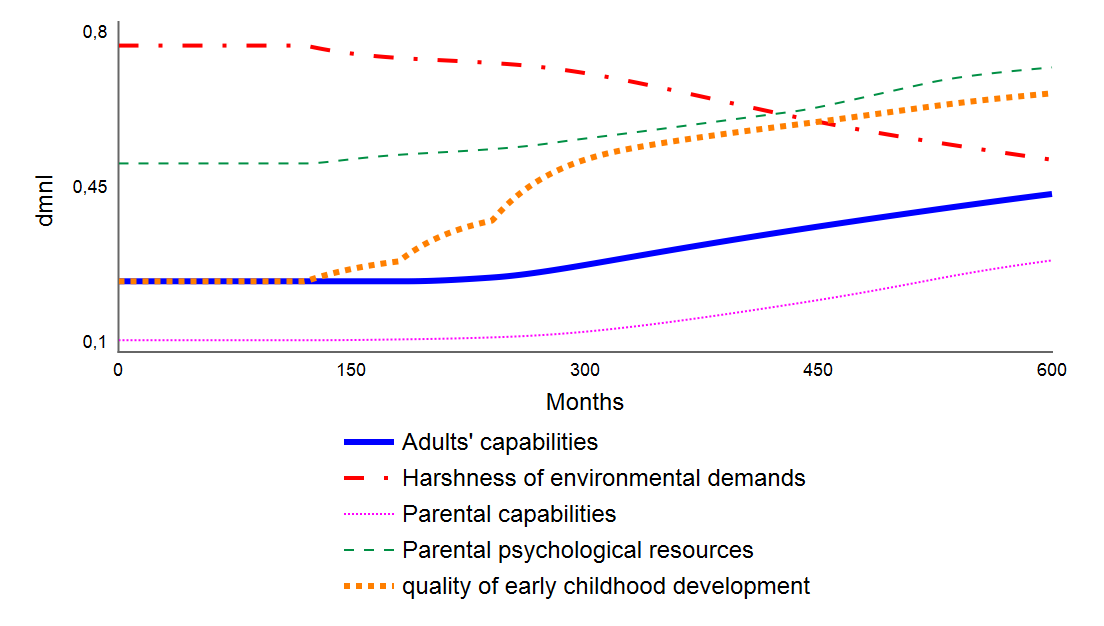 0,8
0,45
0,1
dmnl
0 150 300 450 600
Months
Adults' capabilities
Harshness of environmental demands
Parental capabilities
Parental psychological resources
quality of early childhood development